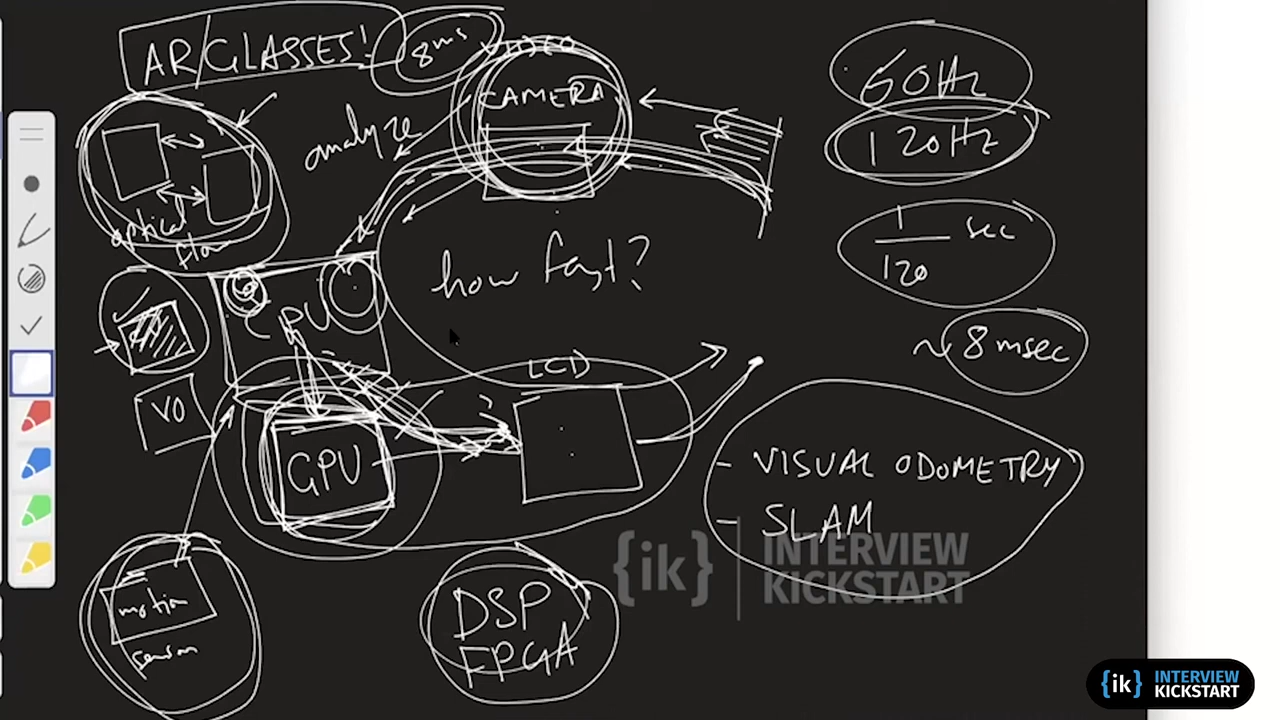 AR/GLASSES!
8ms
VIDEO
CAMERA
60Hz
120Hz
analyze
optical
flow
1
120
sec
how fast?
~8 msec
CPU
LCD
VO
GPU
- VISUAL ODOMETRY
- SLAM
motion
sensor
DSP
FPGA
{ik} INTERVIEW
KICKSTART
{ik} INTERVIEW
KICKSTART